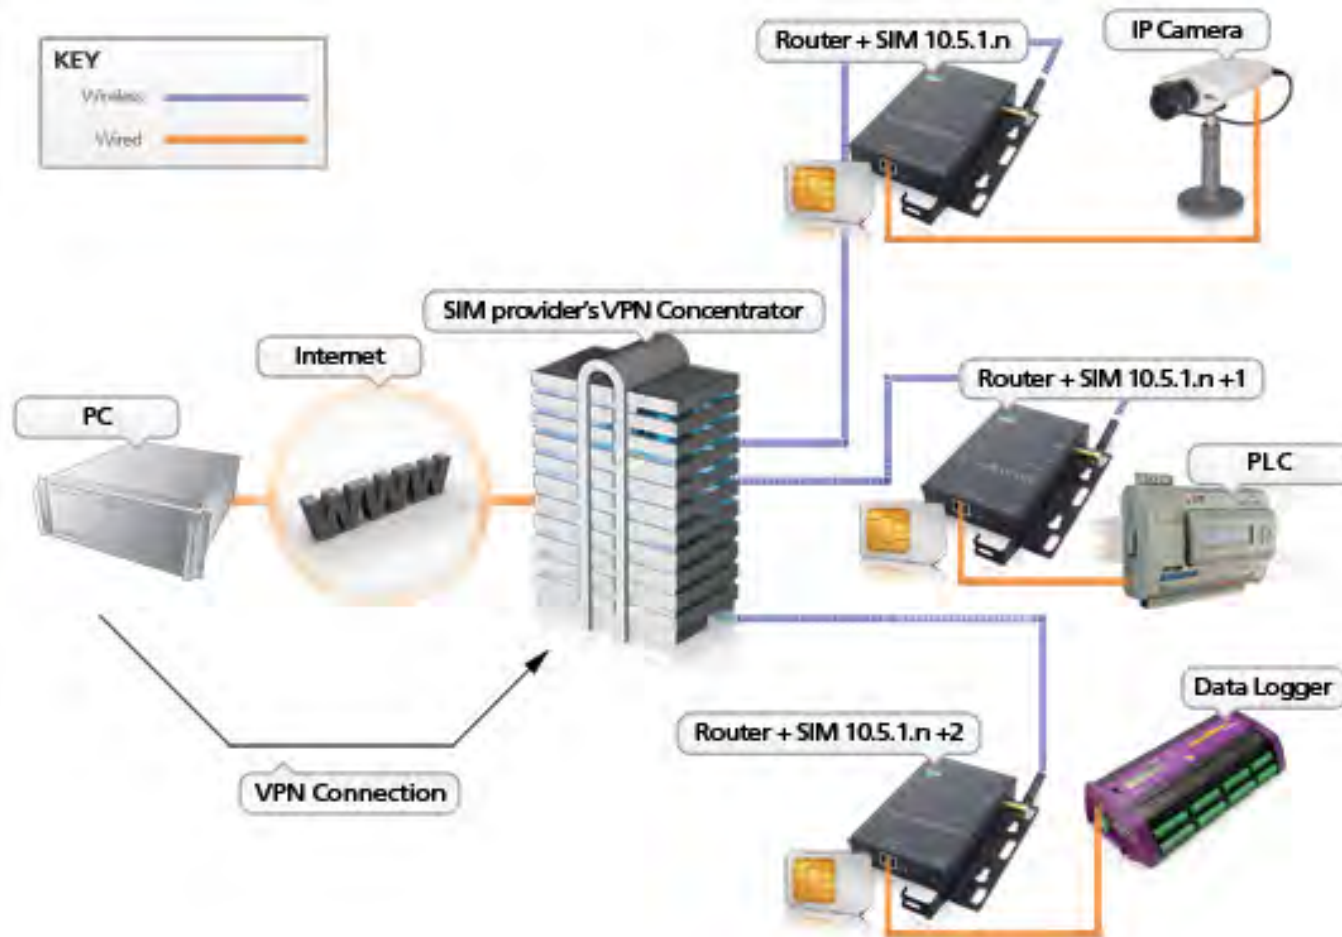 KEY
Wireless
Wired
Router + SIM 10.5.1.n
IP Camera
SIM provider's VPN Concentrator
Internet
PC
WWW
Router + SIM 10.5.1.n +1
PLC
Data Logger
Router + SIM 10.5.1.n +2
VPN Connection